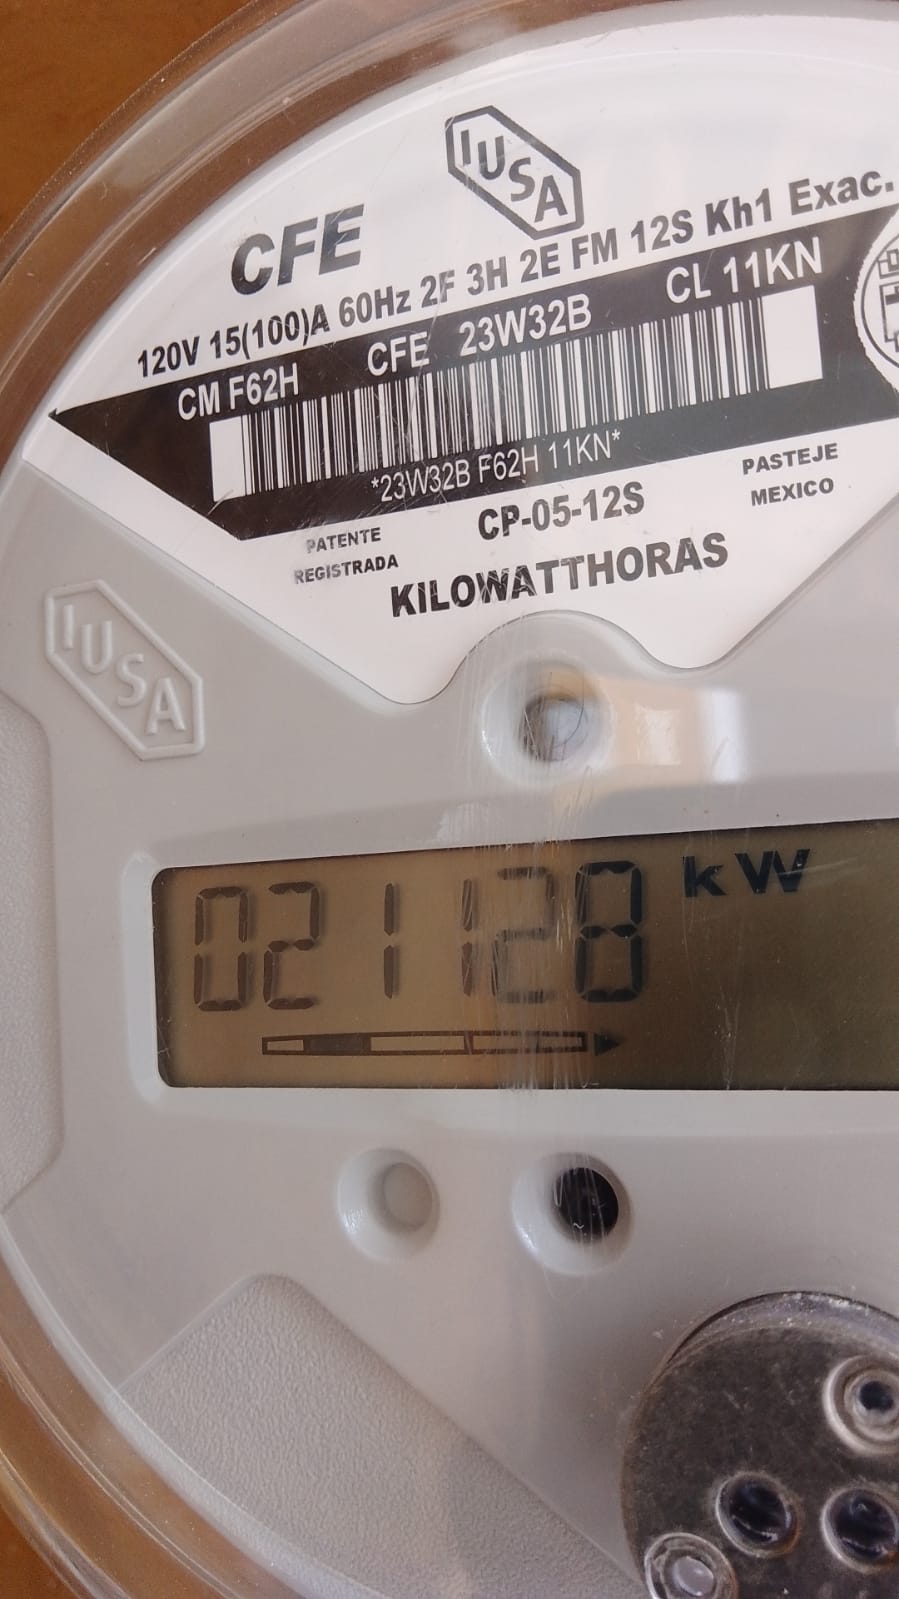 IUSA
CFE
120V 15(100)A 60Hz 2F 3H 2E FM 12S Kh1 Exac.
CM F62H CFE 23W32B CL 11KN
*23W32B F62H 11KN*
PATENTE REGISTRADA
CP-05-12S
PASTEJE MEXICO
KILOWATTHORAS
IUSA
021128 kW